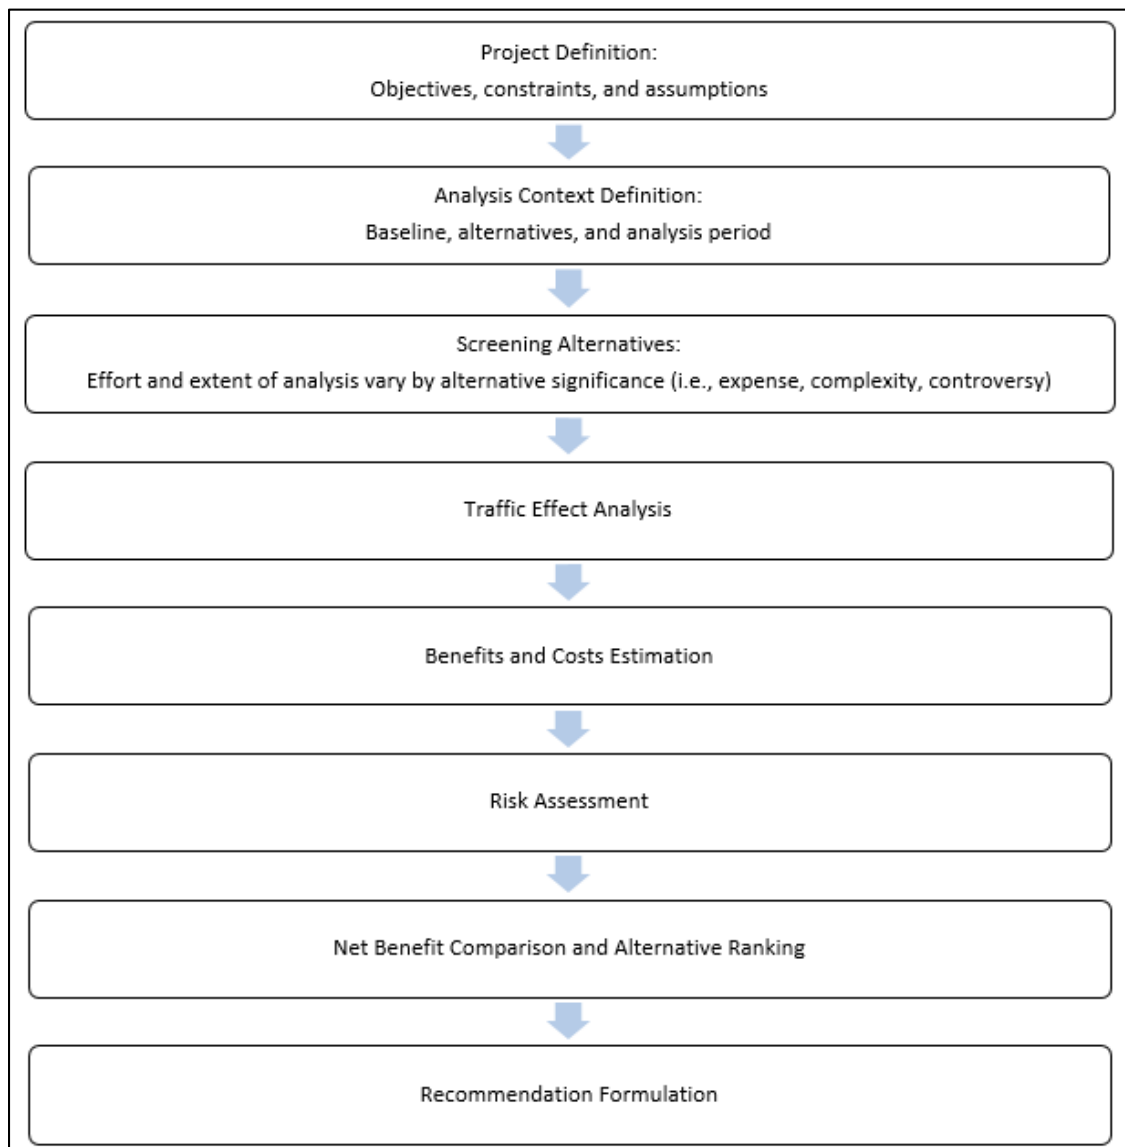 Project Definition:
Objectives, constraints, and assumptions
Analysis Context Definition:
Baseline, alternatives, and analysis period
Screening Alternatives:
Effort and extent of analysis vary by alternative significance (i.e., expense, complexity, controversy)
Traffic Effect Analysis
Benefits and Costs Estimation
Risk Assessment
Net Benefit Comparison and Alternative Ranking
Recommendation Formulation